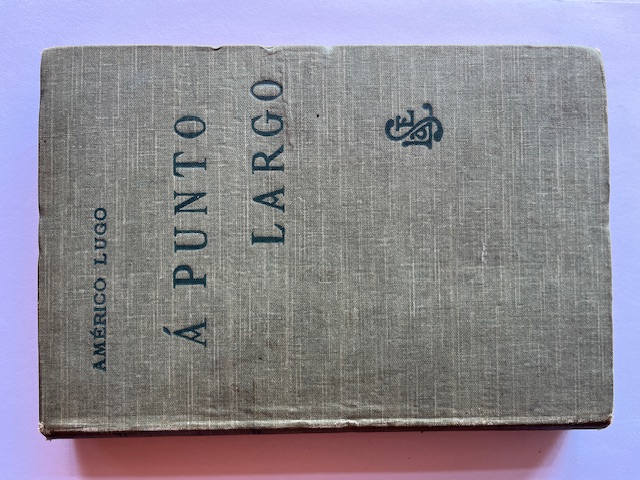 AMÉRICO LUGO
Á PUNTO
LARGO